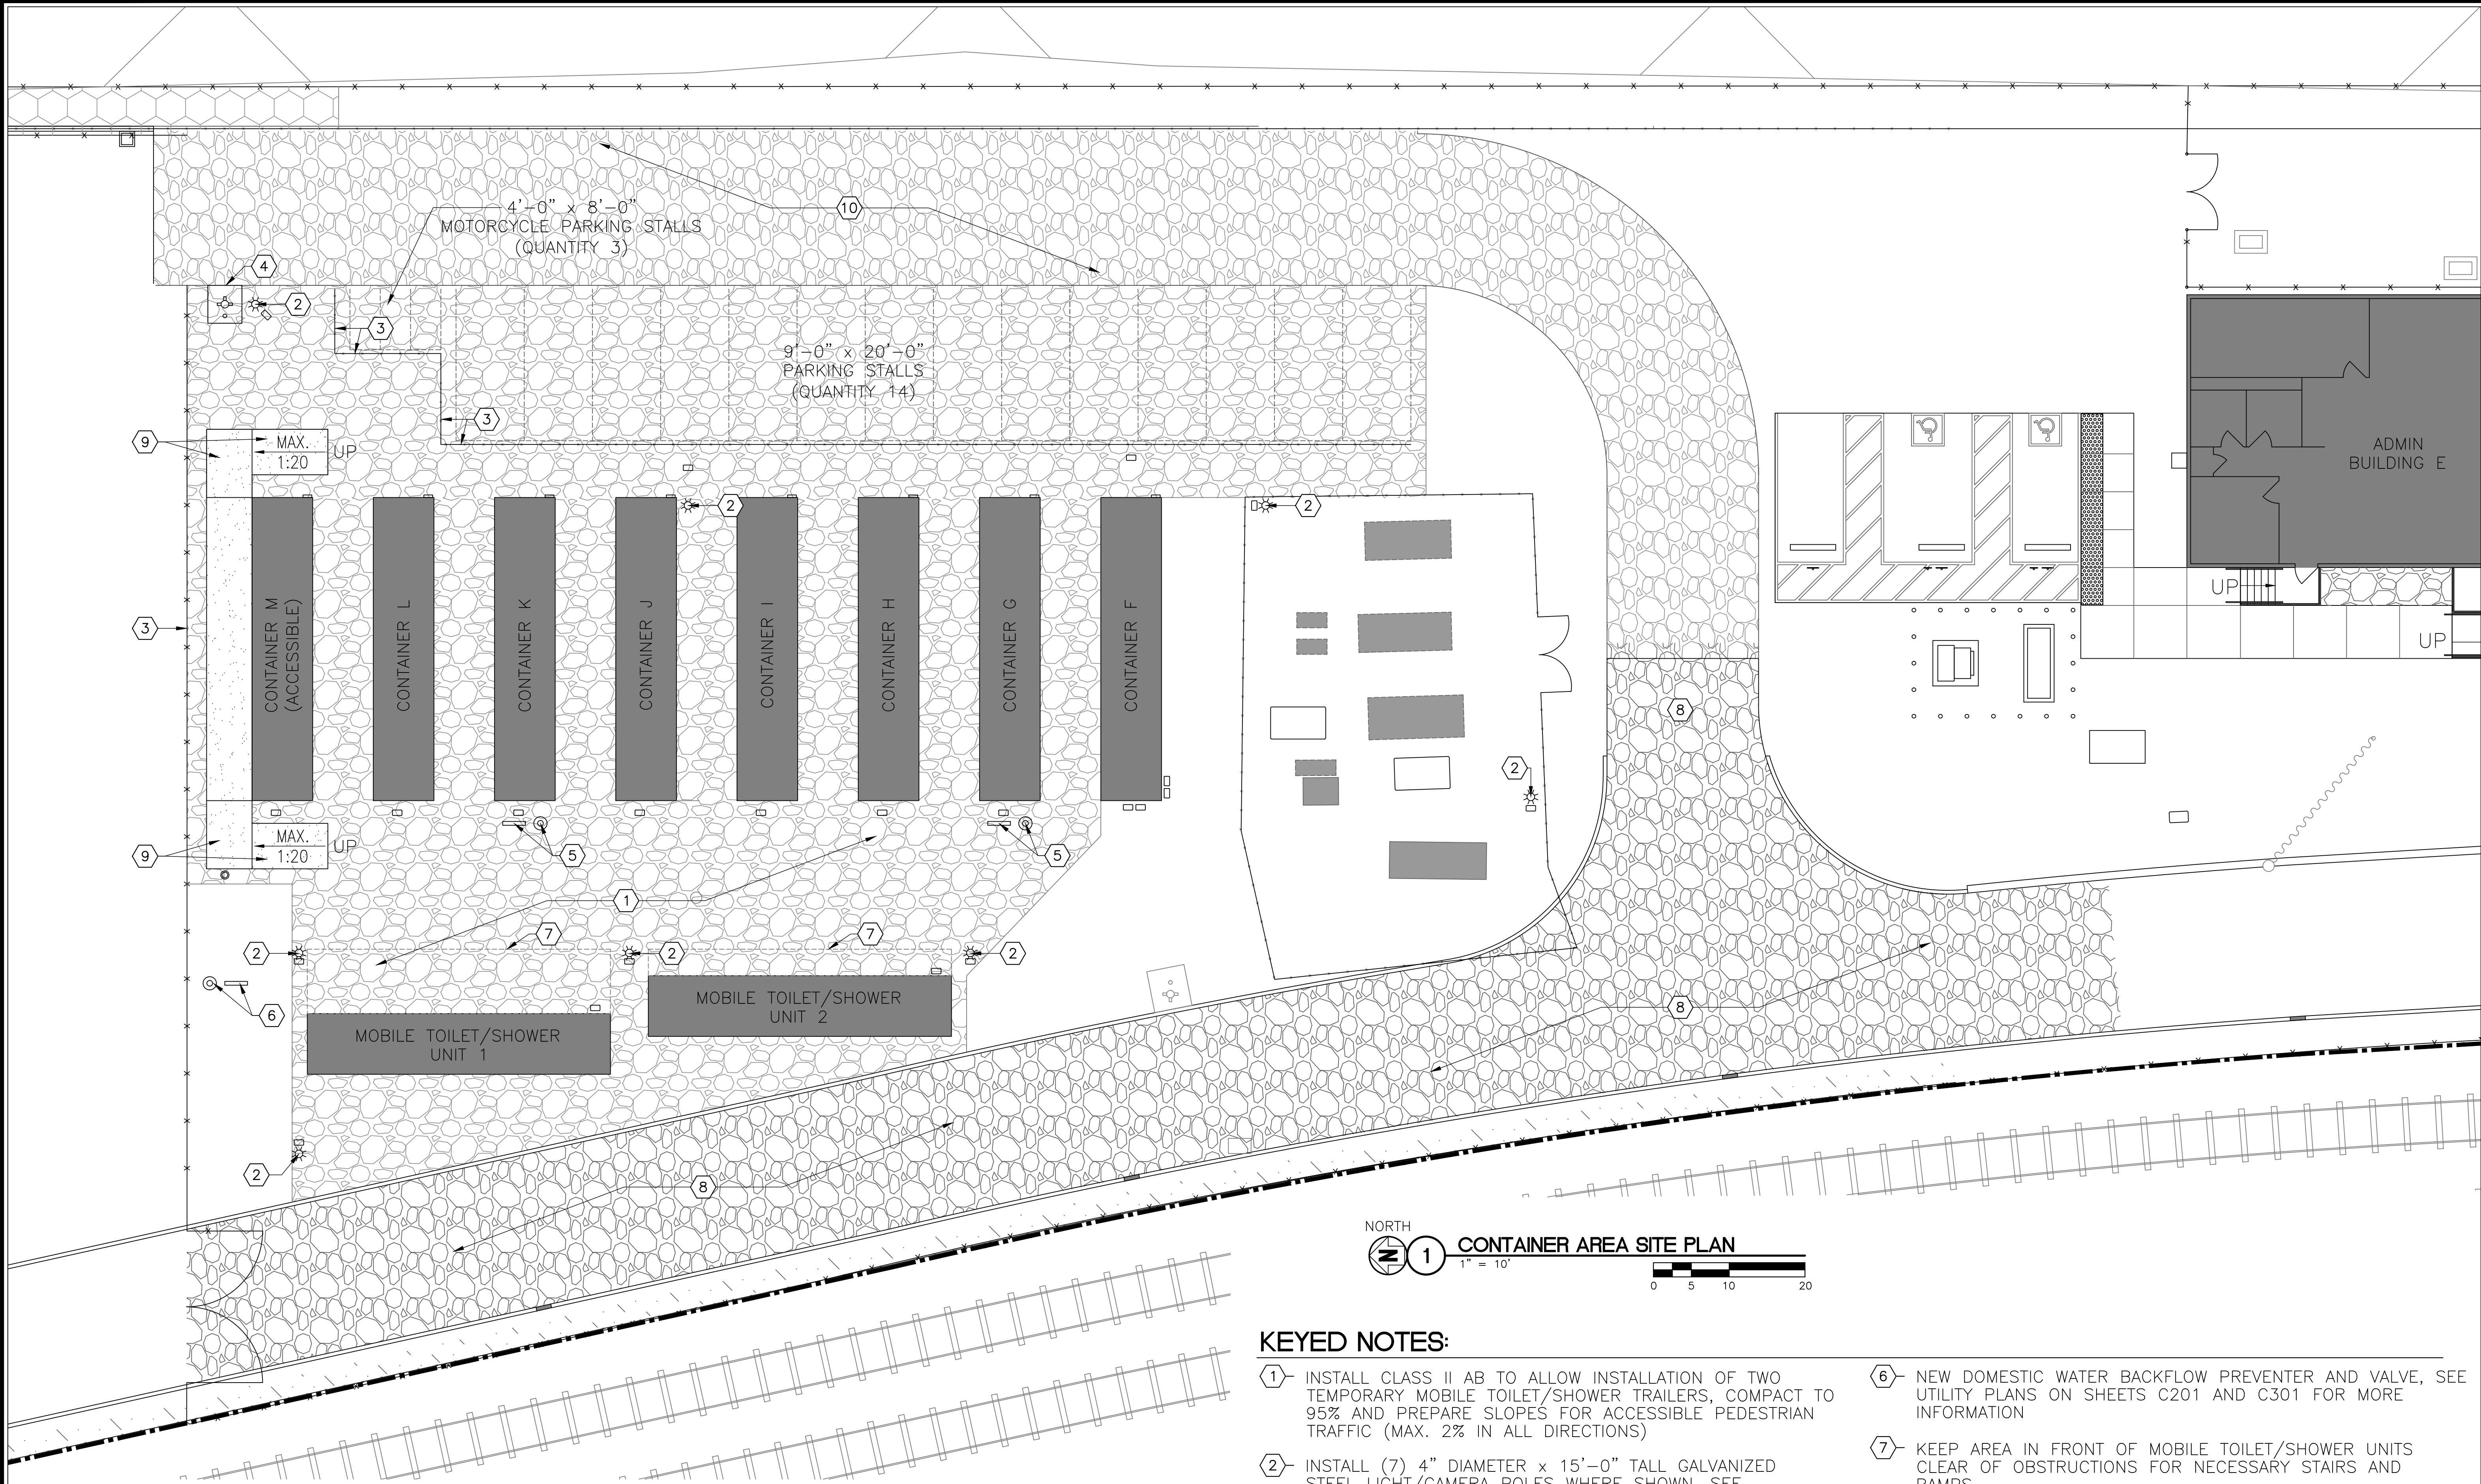 4'-0" x 8'-0"
MOTORCYCLE PARKING STALLS
(QUANTITY 3)
10
4
2
3
9'-0" x 20'-0"
PARKING STALLS
(QUANTITY 14)
3
9
MAX.
1:20
UP
ADMIN
BUILDING E
2
2
CONTAINER M
(ACCESSIBLE)
CONTAINER L
CONTAINER K
CONTAINER J
CONTAINER I
CONTAINER H
CONTAINER G
CONTAINER F
3
UP
UP
8
2
9
MAX.
1:20
UP
5
5
1
7
7
2
2
2
6
MOBILE TOILET/SHOWER
UNIT 1
MOBILE TOILET/SHOWER
UNIT 2
8
2
8
NORTH
N
1
CONTAINER AREA SITE PLAN
1" = 10'
0 5 10 20
KEYED NOTES:
1 INSTALL CLASS II AB TO ALLOW INSTALLATION OF TWO
TEMPORARY MOBILE TOILET/SHOWER TRAILERS, COMPACT TO
95% AND PREPARE SLOPES FOR ACCESSIBLE PEDESTRIAN
TRAFFIC (MAX. 2% IN ALL DIRECTIONS)
2 INSTALL (7) 4" DIAMETER x 15'-0" TALL GALVANIZED
STEEL LIGHT/CAMERA POLES WHERE SHOWN, SEE
6 NEW DOMESTIC WATER BACKFLOW PREVENTER AND VALVE, SEE
UTILITY PLANS ON SHEETS C201 AND C301 FOR MORE
INFORMATION
7 KEEP AREA IN FRONT OF MOBILE TOILET/SHOWER UNITS
CLEAR OF OBSTRUCTIONS FOR NECESSARY STAIRS AND
RAMPS